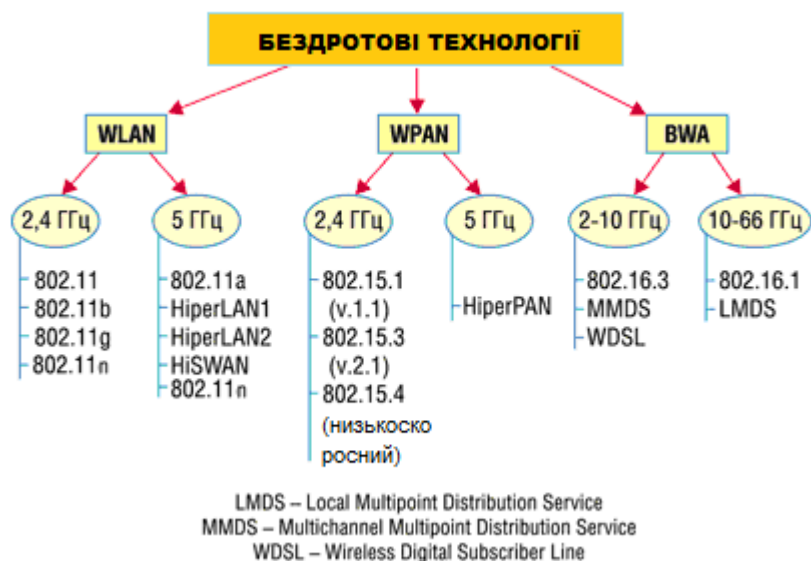 БЕЗДРОТОВІ ТЕХНОЛОГІЇ
WLAN
WPAN
BWA
2,4 ГГц
5 ГГц
2,4 ГГц
5 ГГц
2-10 ГГц
10-66 ГГц
802.11
802.11b
802.11g
802.11n
802.11a
HiperLAN1
HiperLAN2
HiSWAN
802.11n
802.15.1
(v.1.1)
802.15.3
(v.2.1)
802.15.4
(низькоско
росний)
HiperPAN
802.16.3
MMDS
WDSL
802.16.1
LMDS
LMDS – Local Multipoint Distribution Service
MMDS – Multichannel Multipoint Distribution Service
WDSL – Wireless Digital Subscriber Line